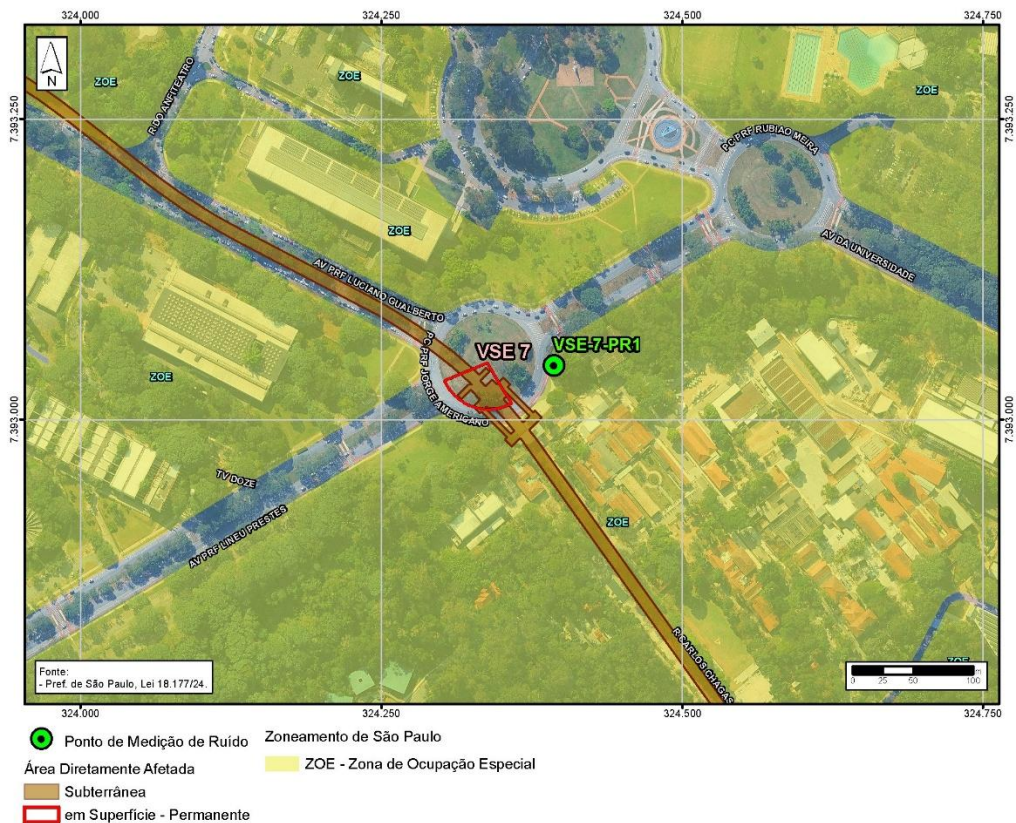 324.000
324.250
324.500
324.750
N
ZOE
ZOE
ZOE
R DO ANFITEATRO
7.393.250
7.393.250
PC PRF RUBIAO MEIRA
ZOE
AV DA UNIVERSIDADE
AV PRF LUCIANO GUALBERTO
VSE 7
VSE-7-PR1
PC PRF JORGE AMERICANO
ZOE
7.393.000
7.393.000
TV DOZE
ZOE
AV PRF LINEU PRESTES
R CARLOS CHAGAS
ZOE
Fonte:
- Pref. de São Paulo, Lei 18.177/24.
m
0 25 50 100
324.000
324.250
324.500
324.750
Ponto de Medição de Ruído
Zoneamento de São Paulo
ZOE - Zona de Ocupação Especial
Área Diretamente Afetada
Subterrânea
em Superfície - Permanente